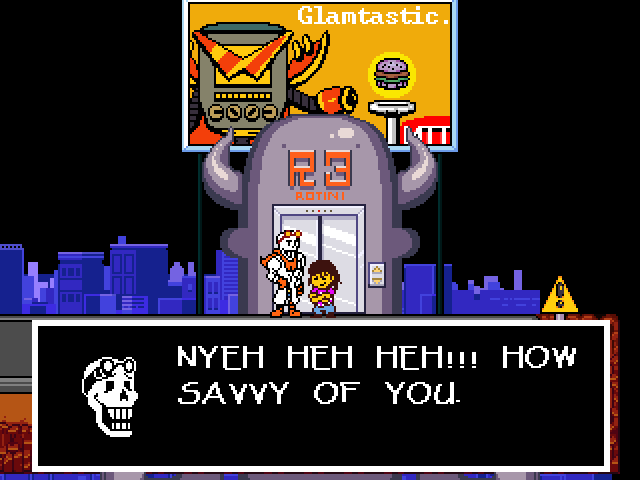 Glamtastic.
R3
ROTINI
NYEH HEH HEH!!! HOW
SAVVY OF YOU.